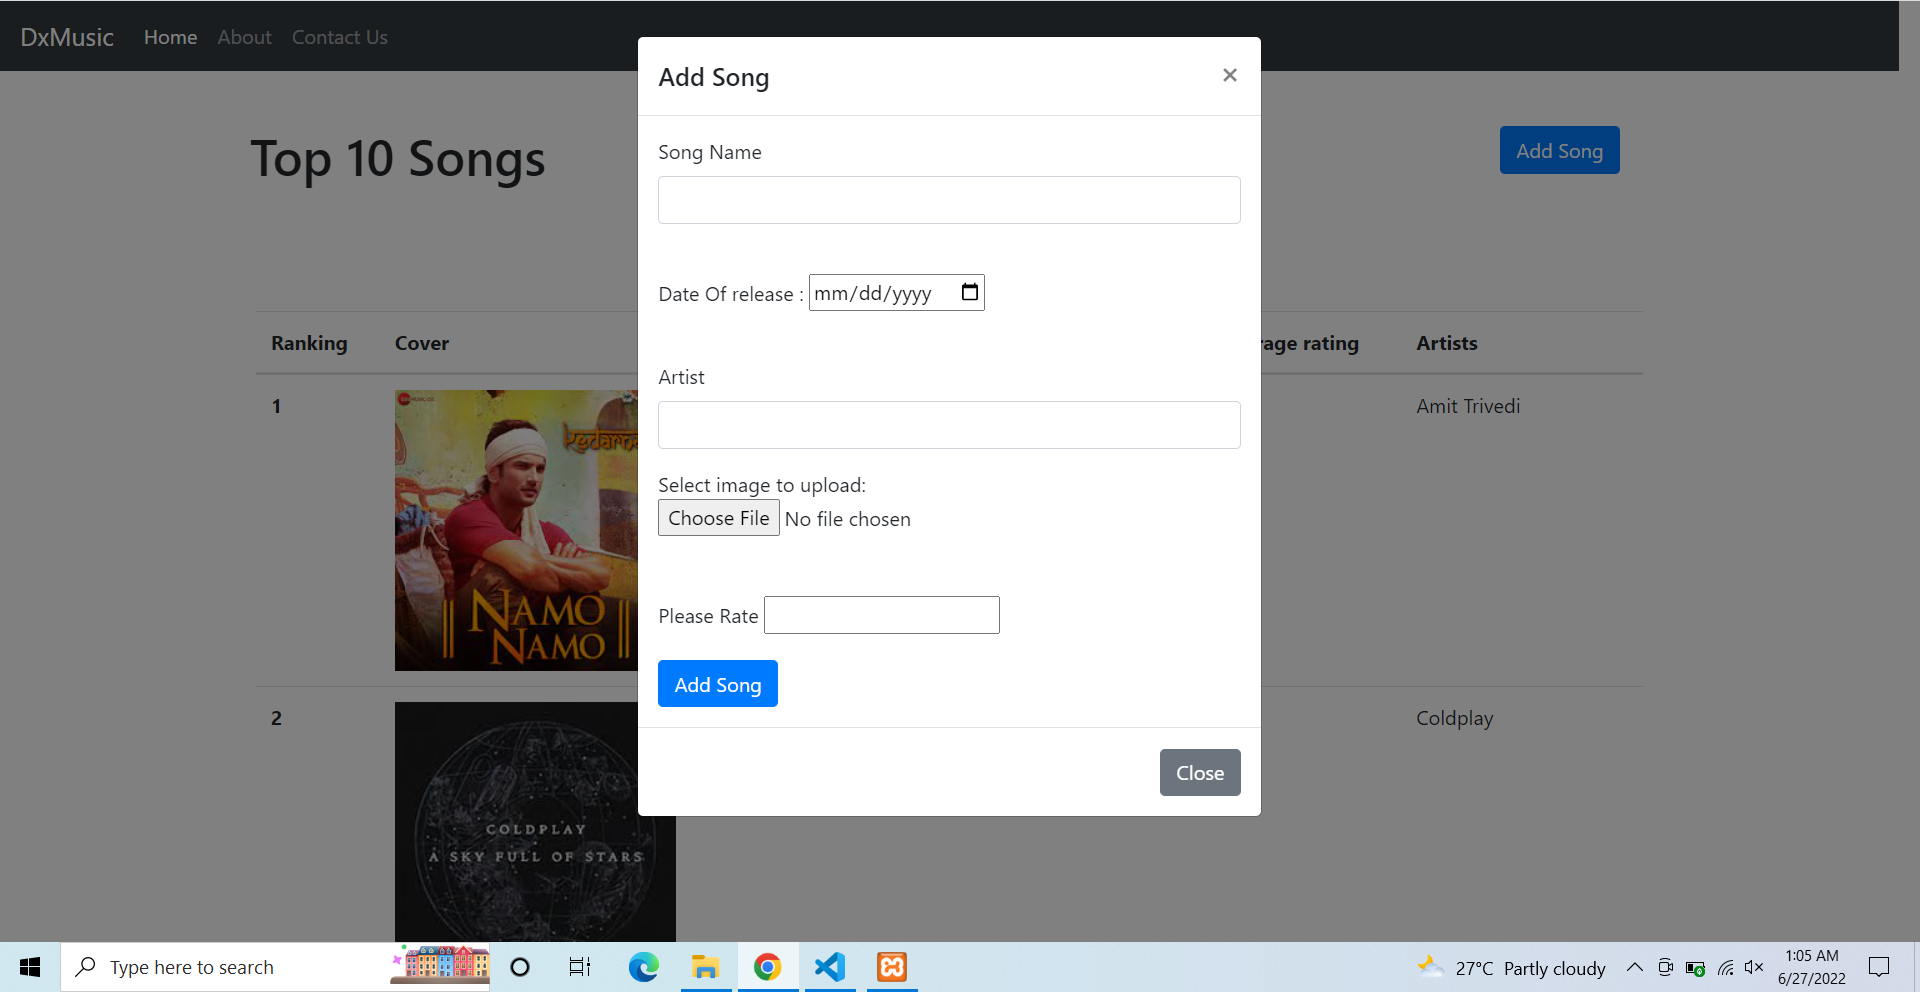 DxMusic Home About Contact Us
Add Song ×
Top 10 Songs
Add Song
Song Name
Date Of release : mm/dd/yyyy
Ranking Cover rage rating Artists
Artist
1 Amit Trivedi
Select image to upload:
Choose File No file chosen
|| NAMO
NAMO ||
Please Rate
Add Song
2 Coldplay
Close
COLDPLAY
A SKY FULL OF STARS
Type here to search
27°C Partly cloudy
1:05 AM
6/27/2022